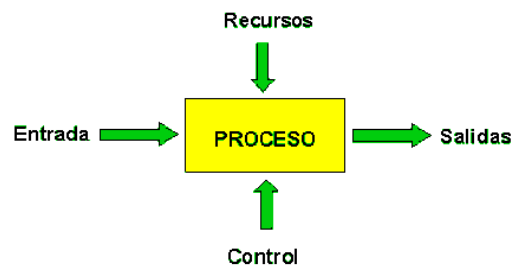 Recursos
Entrada
PROCESO
Salidas
Control